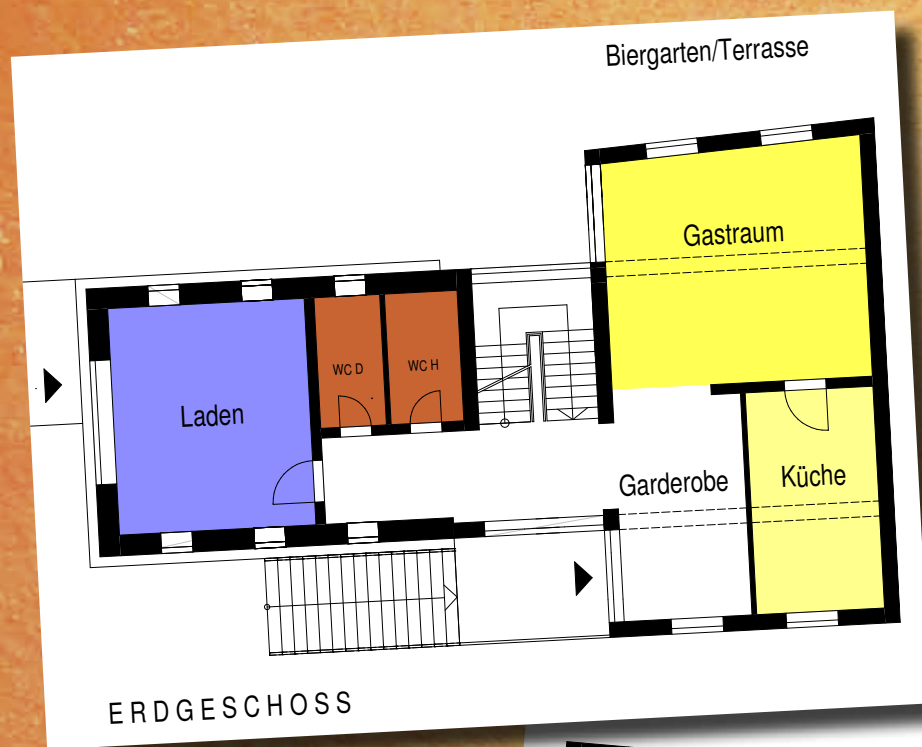 Biergarten/Terrasse
Gastraum
WC D
WC H
Laden
Garderobe
Küche
ERDGESCHOSS